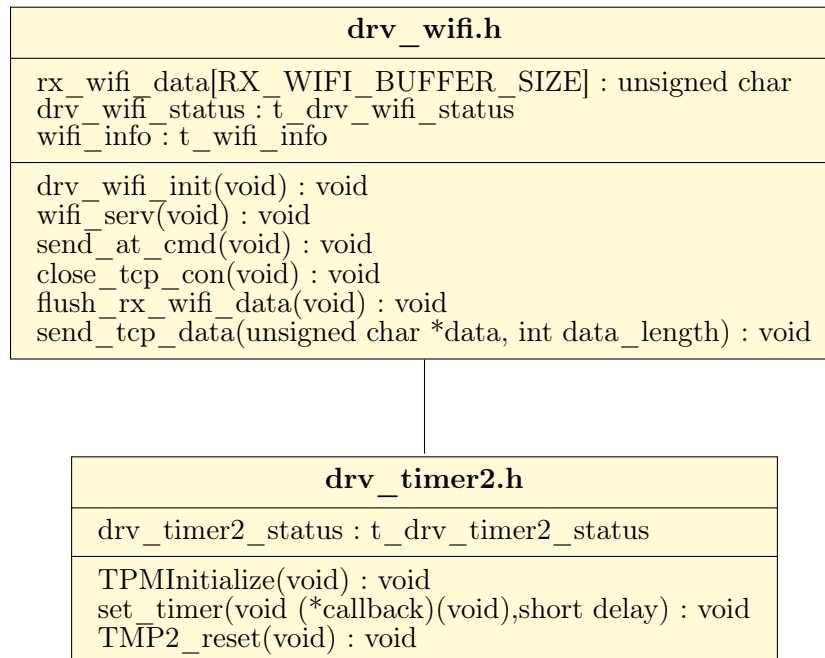 drv_wifi.h
rx_wifi_data[RX_WIFI_BUFFER_SIZE] : unsigned char
drv_wifi_status : t_drv_wifi_status
wifi_info : t_wifi_info
drv_wifi_init(void) : void
wifi_serv(void) : void
send_at_cmd(void) : void
close_tcp_con(void) : void
flush_rx_wifi_data(void) : void
send_tcp_data(unsigned char *data, int data_length) : void
drv_timer2.h
drv_timer2_status : t_drv_timer2_status
TPMInitialize(void) : void
set_timer(void (*callback)(void),short delay) : void
TMP2_reset(void) : void